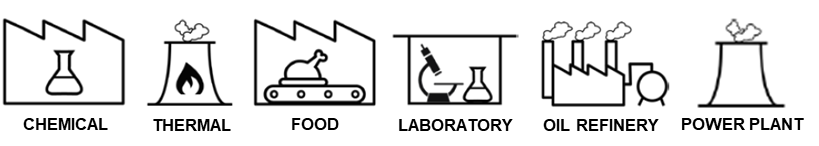 CHEMICAL THERMAL FOOD LABORATORY OIL REFINERY POWER PLANT